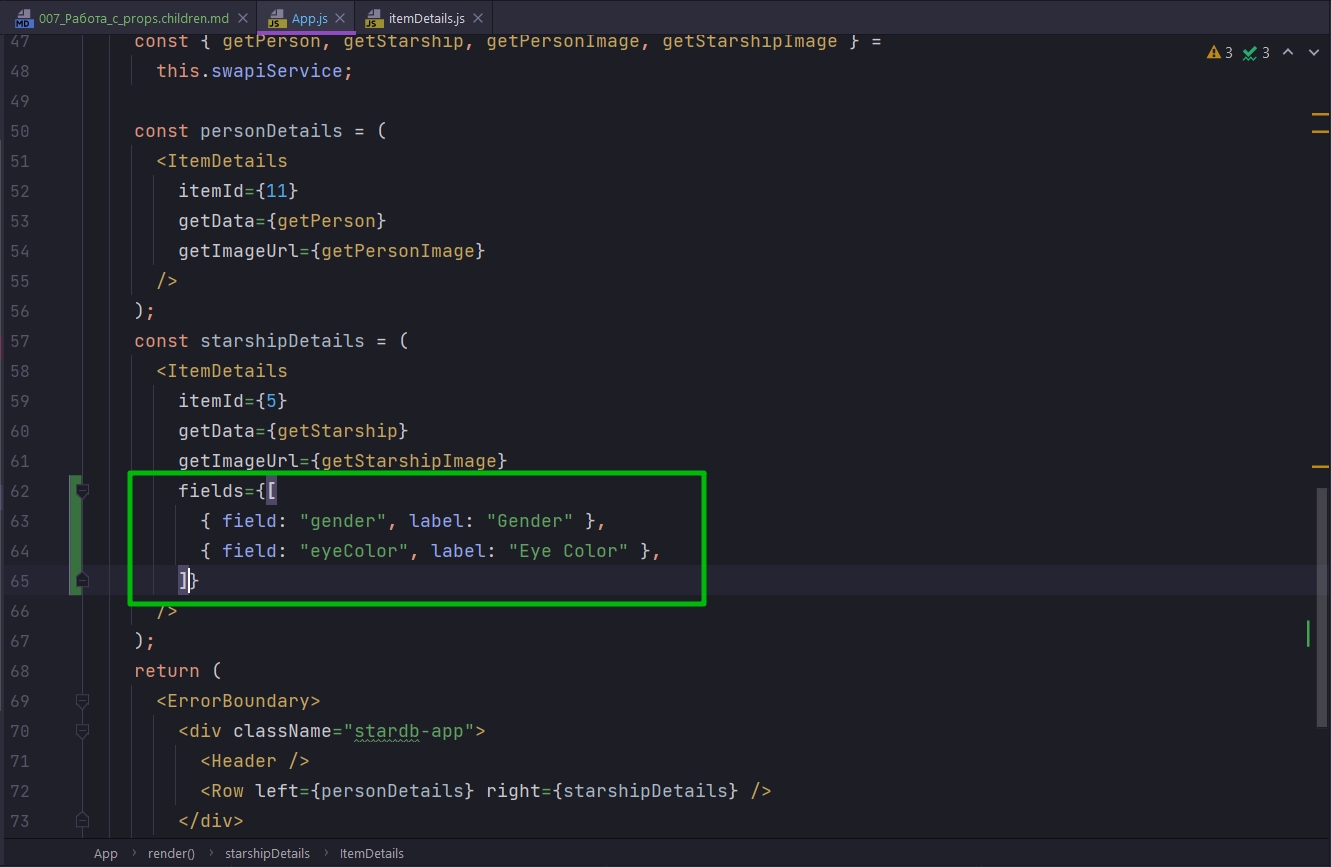 007_Работа_с_props.children.md App.js itemDetails.js
47 const { getPerson, getStarship, getPersonImage, getStarshipImage } =
3 3
48 this.swapiService;
49
50 const personDetails = (
51 <ItemDetails
52 itemId={11}
53 getData={getPerson}
54 getImageUrl={getPersonImage}
55 />
56 );
57 const starshipDetails = (
58 <ItemDetails
59 itemId={5}
60 getData={getStarship}
61 getImageUrl={getStarshipImage}
62 fields={[
63 { field: "gender", label: "Gender" },
64 { field: "eyeColor", label: "Eye Color" },
65 ]}
66 />
67 );
68 return (
69 <ErrorBoundary>
70 <div className="stardb-app">
71 <Header />
72 <Row left={personDetails} right={starshipDetails} />
73 </div>
App › render() › starshipDetails › ItemDetails